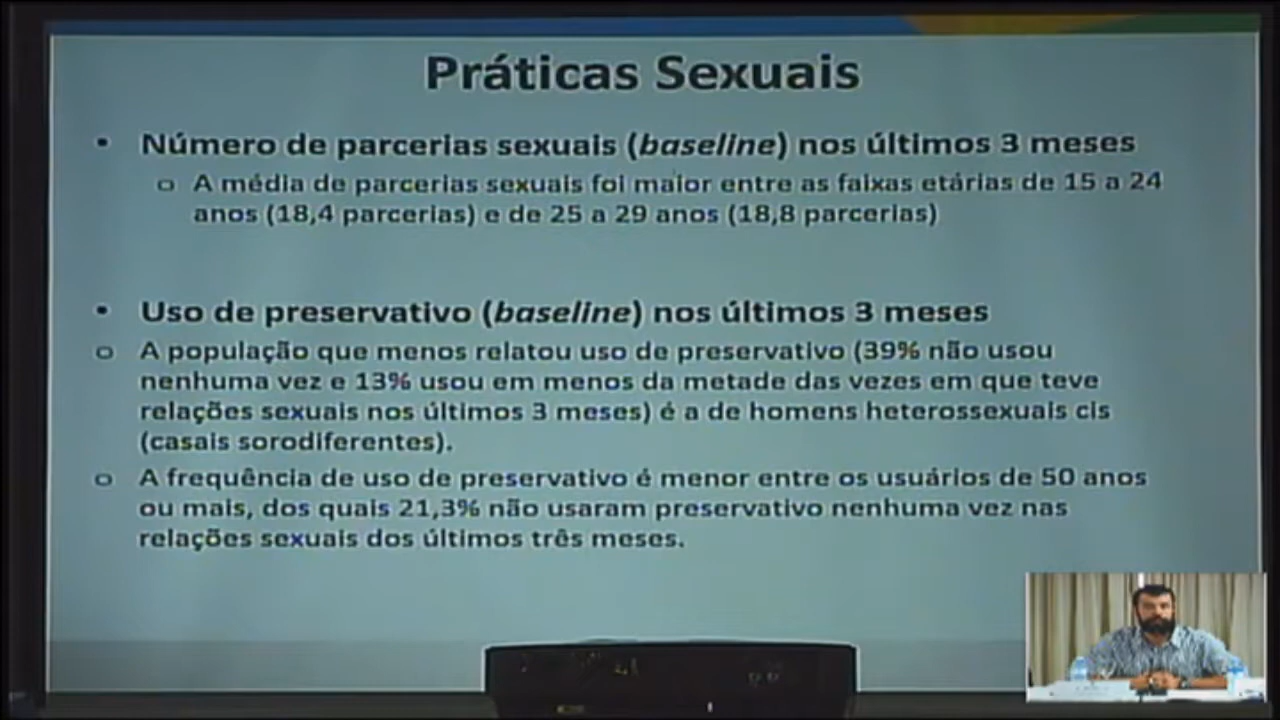 Práticas Sexuais
• Número de parcerias sexuais (baseline) nos últimos 3 meses
o A média de parcerias sexuais foi maior entre as faixas etárias de 15 a 24
anos (18,4 parcerias) e de 25 a 29 anos (18,8 parcerias)
• Uso de preservativo (baseline) nos últimos 3 meses
o A população que menos relatou uso de preservativo (39% não usou
nenhuma vez e 13% usou em menos da metade das vezes em que teve
relações sexuais nos últimos 3 meses) é a de homens heterossexuais cis
(casais sorodiferentes).
o A frequência de uso de preservativo é menor entre os usuários de 50 anos
ou mais, dos quais 21,3% não usaram preservativo nenhuma vez nas
relações sexuais dos últimos três meses.